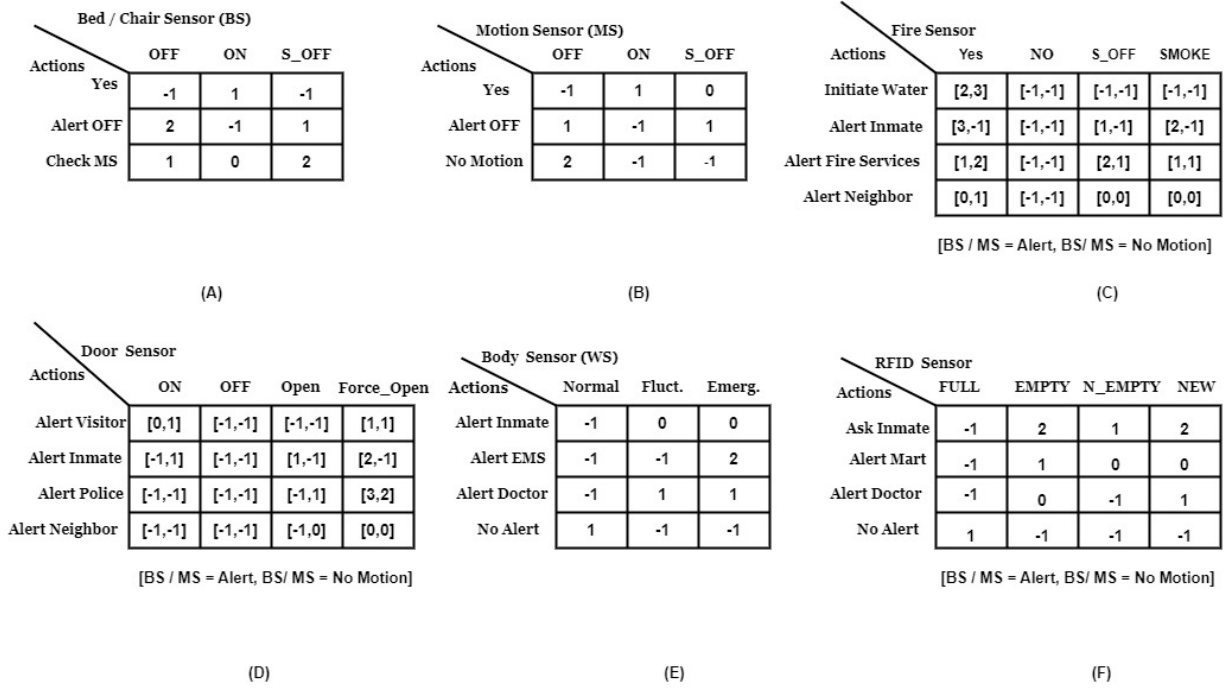 Bed / Chair Sensor (BS)
Actions OFF ON S_OFF
Yes -1 1 -1
Alert OFF 2 -1 1
Check MS 1 0 2
(A)
Motion Sensor (MS)
Actions OFF ON S_OFF
Yes -1 1 0
Alert OFF 1 -1 1
No Motion 2 -1 -1
(B)
Fire Sensor
Actions Yes NO S_OFF SMOKE
Initiate Water [2,3] [-1,-1] [-1,-1] [-1,-1]
Alert Inmate [3,-1] [-1,-1] [1,-1] [2,-1]
Alert Fire Services [1,2] [-1,-1] [2,1] [1,1]
Alert Neighbor [0,1] [-1,-1] [0,0] [0,0]
[BS / MS = Alert, BS/ MS = No Motion]
(C)
Door Sensor
Actions ON OFF Open Force_Open
Alert Visitor [0,1] [-1,-1] [-1,-1] [1,1]
Alert Inmate [-1,1] [-1,-1] [1,-1] [2,-1]
Alert Police [-1,-1] [-1,-1] [-1,1] [3,2]
Alert Neighbor [-1,-1] [-1,-1] [-1,0] [0,0]
[BS / MS = Alert, BS/ MS = No Motion]
(D)
Body Sensor (WS)
Actions Normal Fluct. Emerg.
Alert Inmate -1 0 0
Alert EMS -1 -1 2
Alert Doctor -1 1 1
No Alert 1 -1 -1
(E)
RFID Sensor
Actions FULL EMPTY N_EMPTY NEW
Ask Inmate -1 2 1 2
Alert Mart -1 1 0 0
Alert Doctor -1 0 -1 1
No Alert 1 -1 -1 -1
[BS / MS = Alert, BS/ MS = No Motion]
(F)